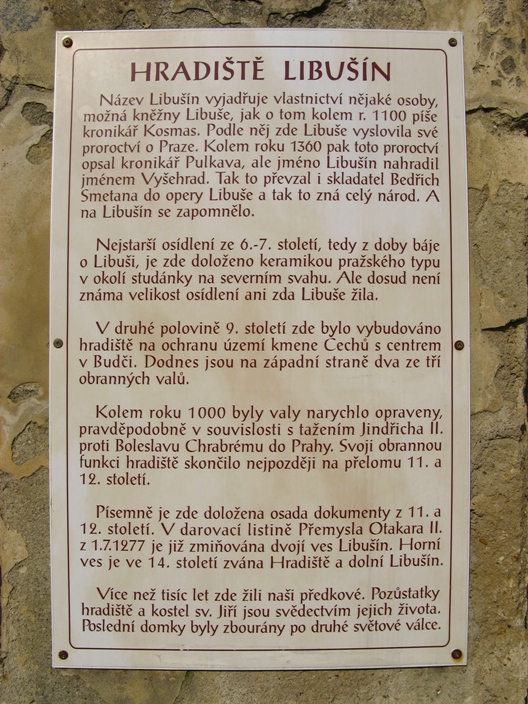 HRADIŠTĚ LIBUŠÍN
Název Libušín vyjadřuje vlastnictví nějaké osoby,
možná kněžny Libuše, jak o tom kolem r. 1100 píše
kronikář Kosmas. Podle něj zde Libuše vyslovila své
proroctví o Praze. Kolem roku 1360 pak toto proroctví
opsal kronikář Pulkava, ale jméno Libušín nahradil
jménem Vyšehrad. Tak to převzal i skladatel Bedřich
Smetana do opery Libuše a tak to zná celý národ. A
na Libušín se zapomnělo.
Nejstarší osídlení ze 6.-7. století, tedy z doby báje
o Libuši, je zde doloženo keramikou pražského typu
v okolí studánky na severním svahu. Ale dosud není
známa velikost osídlení ani zda Libuše žila.
V druhé polovině 9. století zde bylo vybudováno
hradiště na ochranu území kmene Čechů s centrem
v Budči. Dodnes jsou na západní straně dva ze tří
obranných valů.
Kolem roku 1000 byly valy narychlo opraveny,
pravděpodobně v souvislosti s tažením Jindřicha II.
proti Boleslavu Chrabrému do Prahy. Svoji obrannou
funkci hradiště skončilo nejpozději na přelomu 11. a
12. století.
Písemně je zde doložena osada dokumenty z 11. a
12. století. V darovací listině Přemysla Otakara II.
z 1.7.1277 je již zmiňována dvojí ves Libušín. Horní
ves je ve 14. století zvána Hradiště a dolní Libušín.
Více než tisíc let zde žili naši předkové. Pozůstatky
hradiště a kostel sv. Jiří jsou svědectvím jejich života.
Poslední domky byly zbourány po druhé světové válce.